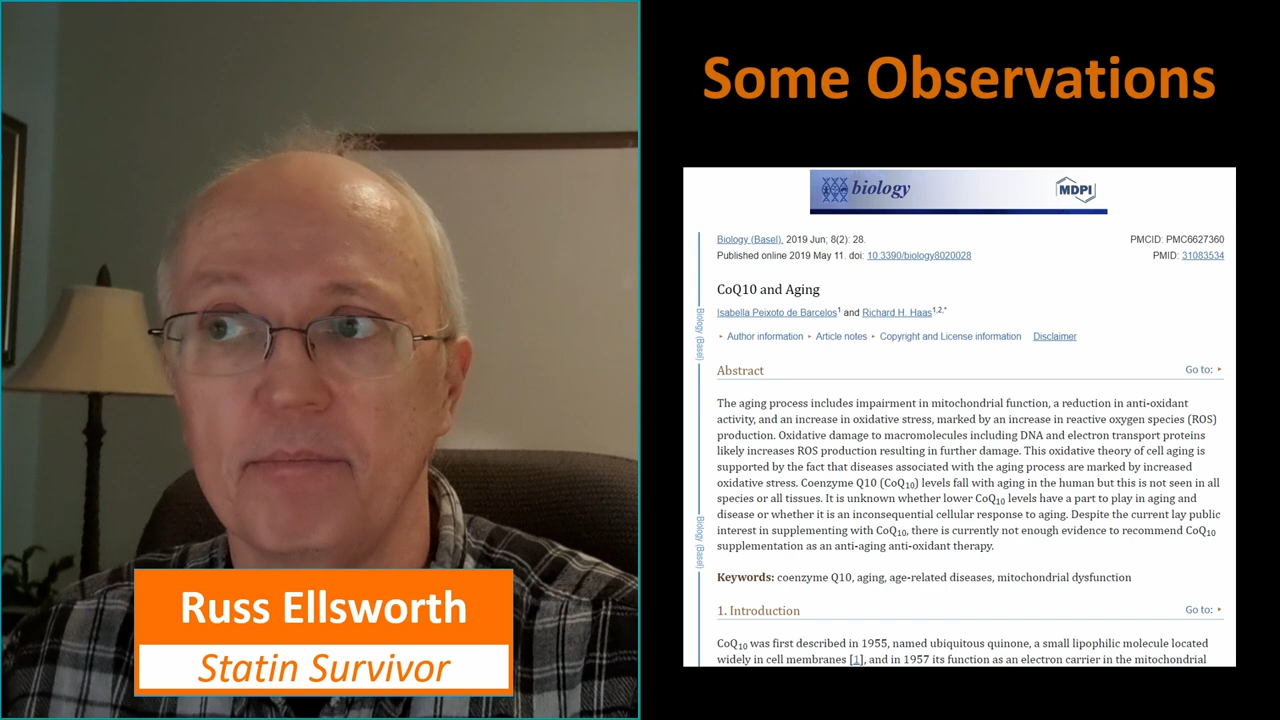 Some Observations
biology
MDPI
Biology (Basel). 2019 Jun; 8(2): 28.
PMCID: PMC6627360
Published online 2019 May 11. doi: 10.3390/biology8020028
PMID: 31083534
CoQ10 and Aging
Isabella Peixoto de Barcelos1 and Richard H. Haas1,2,*
▸ Author information ▸ Article notes ▸ Copyright and License information Disclaimer
Abstract
Go to: ▸
The aging process includes impairment in mitochondrial function, a reduction in anti-oxidant
activity, and an increase in oxidative stress, marked by an increase in reactive oxygen species (ROS)
production. Oxidative damage to macromolecules including DNA and electron transport proteins
likely increases ROS production resulting in further damage. This oxidative theory of cell aging is
supported by the fact that diseases associated with the aging process are marked by increased
oxidative stress. Coenzyme Q10 (CoQ10) levels fall with aging in the human but this is not seen in all
species or all tissues. It is unknown whether lower CoQ10 levels have a part to play in aging and
disease or whether it is an inconsequential cellular response to aging. Despite the current lay public
interest in supplementing with CoQ10, there is currently not enough evidence to recommend CoQ10
supplementation as an anti-aging anti-oxidant therapy.
Keywords: coenzyme Q10, aging, age-related diseases, mitochondrial dysfunction
1. Introduction
Go to: ▸
CoQ10 was first described in 1955, named ubiquitous quinone, a small lipophilic molecule located
widely in cell membranes [1], and in 1957 its function as an electron carrier in the mitochondrial
Biology (Basel)
Biology (Basel)
Russ Ellsworth
Statin Survivor